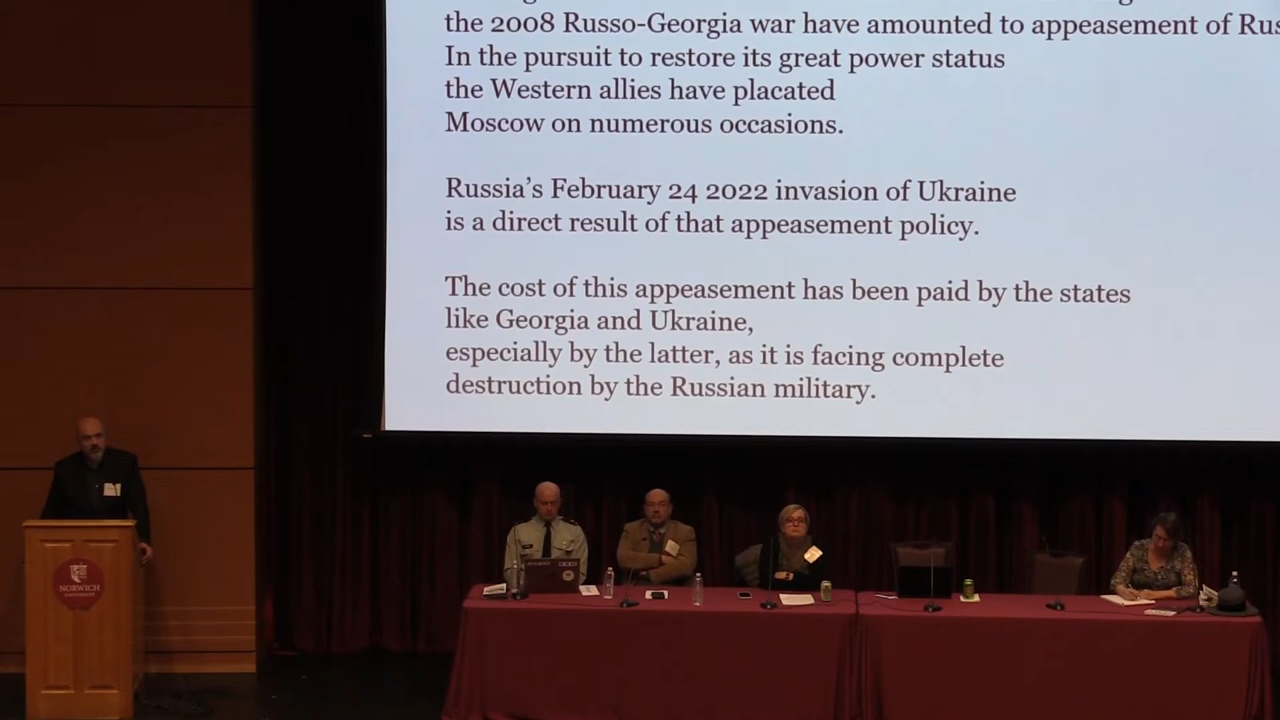 the 2008 Russo-Georgia war have amounted to appeasement of Rus
In the pursuit to restore its great power status
the Western allies have placated
Moscow on numerous occasions.
Russia's February 24 2022 invasion of Ukraine
is a direct result of that appeasement policy.
The cost of this appeasement has been paid by the states
like Georgia and Ukraine,
especially by the latter, as it is facing complete
destruction by the Russian military.
NORWICH
UNIVERSITY